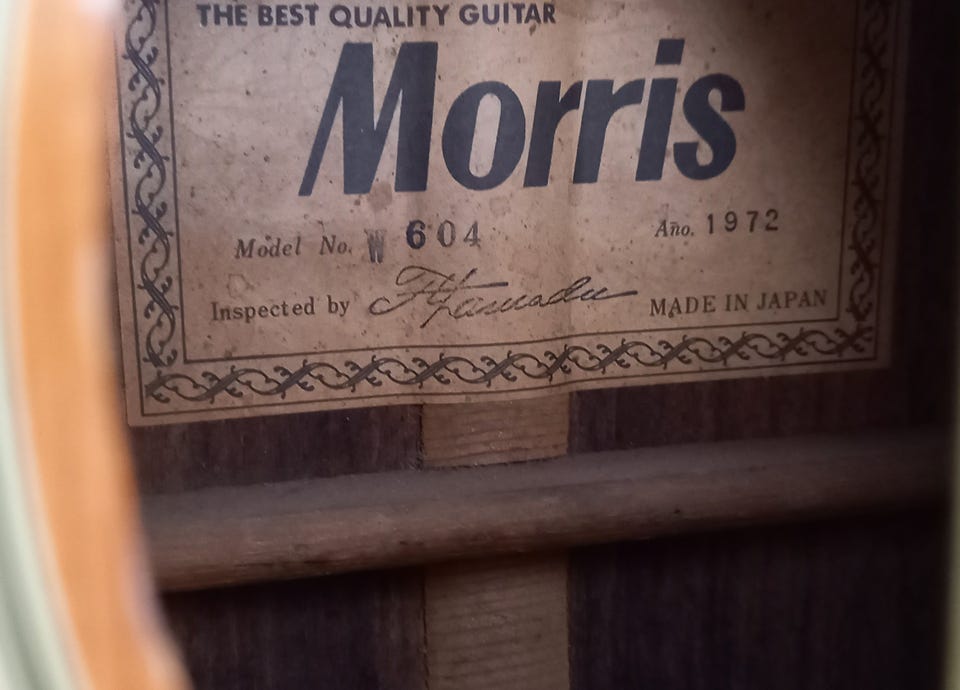 THE BEST QUALITY GUITAR
Morris
Model No. W 604 Año. 1972
Inspected by MADE IN JAPAN